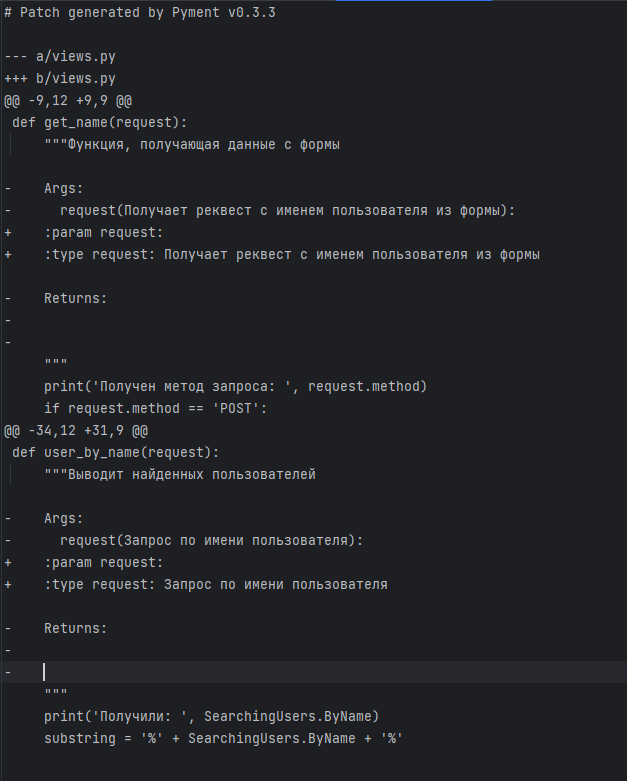 # Patch generated by Pyment v0.3.3
--- a/views.py
+++ b/views.py
@@ -9,12 +9,9 @@
 def get_name(request):
     """Функция, получающая данные с формы
-    Args:
-      request(Получает реквест с именем пользователя из формы):
+    :param request:
+    :type request: Получает реквест с именем пользователя из формы
-    Returns:
-
-
     """
     print('Получен метод запроса: ', request.method)
     if request.method == 'POST':
@@ -34,12 +31,9 @@
 def user_by_name(request):
     """Выводит найденных пользователей
-    Args:
-      request(Запрос по имени пользователя):
+    :param request:
+    :type request: Запрос по имени пользователя
-    Returns:
-
-
     """
     print('Получили: ', SearchingUsers.ByName)
     substring = '%' + SearchingUsers.ByName + '%'